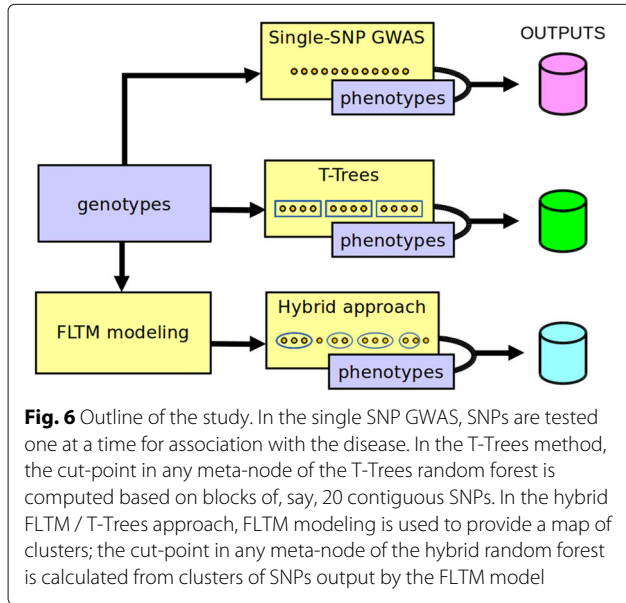 Single-SNP GWAS
OUTPUTS
phenotypes
T-Trees
genotypes
phenotypes
FLTM modeling
Hybrid approach
phenotypes
Fig. 6 Outline of the study. In the single SNP GWAS, SNPs are tested
one at a time for association with the disease. In the T-Trees method,
the cut-point in any meta-node of the T-Trees random forest is
computed based on blocks of, say, 20 contiguous SNPs. In the hybrid
FLTM / T-Trees approach, FLTM modeling is used to provide a map of
clusters; the cut-point in any meta-node of the hybrid random forest
is calculated from clusters of SNPs output by the FLTM model